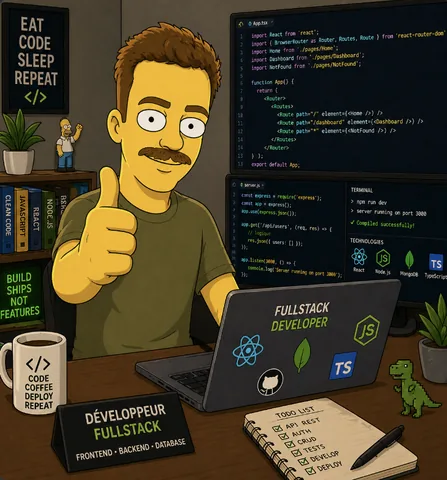 EAT
CODE
SLEEP
REPEAT
</>
App.tsx
import React from 'react';
import { BrowserRouter as Router, Routes, Route } from 'react-router-dom'
import Home from './pages/Home';
import Dashboard from './pages/Dashboard';
import NotFound from './pages/NotFound';
function App() {
return (
<Router>
<Routes>
<Route path="/" element={<Home />} />
<Route path="/dashboard" element={<Dashboard />} />
<Route path="*" element={<NotFound />} />
</Routes>
</Router>
);
}
export default App;
server.js
const express = require('express');
const app = express();
app.use(express.json());
app.get('/api/users', (req, res) => {
res.json({ users: [] });
});
app.listen(3000, () => {
console.log('Server running on port 3000');
TERMINAL
> npm run dev
> server running on port 3000
✓ Compiled successfully!
TECHNOLOGIES
React
Node.js
MongoDB
TS
TypeScript
CLEAN CODE
JAVASCRIPT
REACT
NODE.JS
BUILD
SHIPS
NOT
FEATURES
</>
CODE
COFFEE
DEPLOY
REPEAT
FULLSTACK
DEVELOPER
JS
TS
DÉVELOPPEUR
FULLSTACK
FRONTEND • BACKEND • DATABASE
TODO LIST
API REST
AUTH
CRUD
TESTS
DEVELOP
DEPLOY